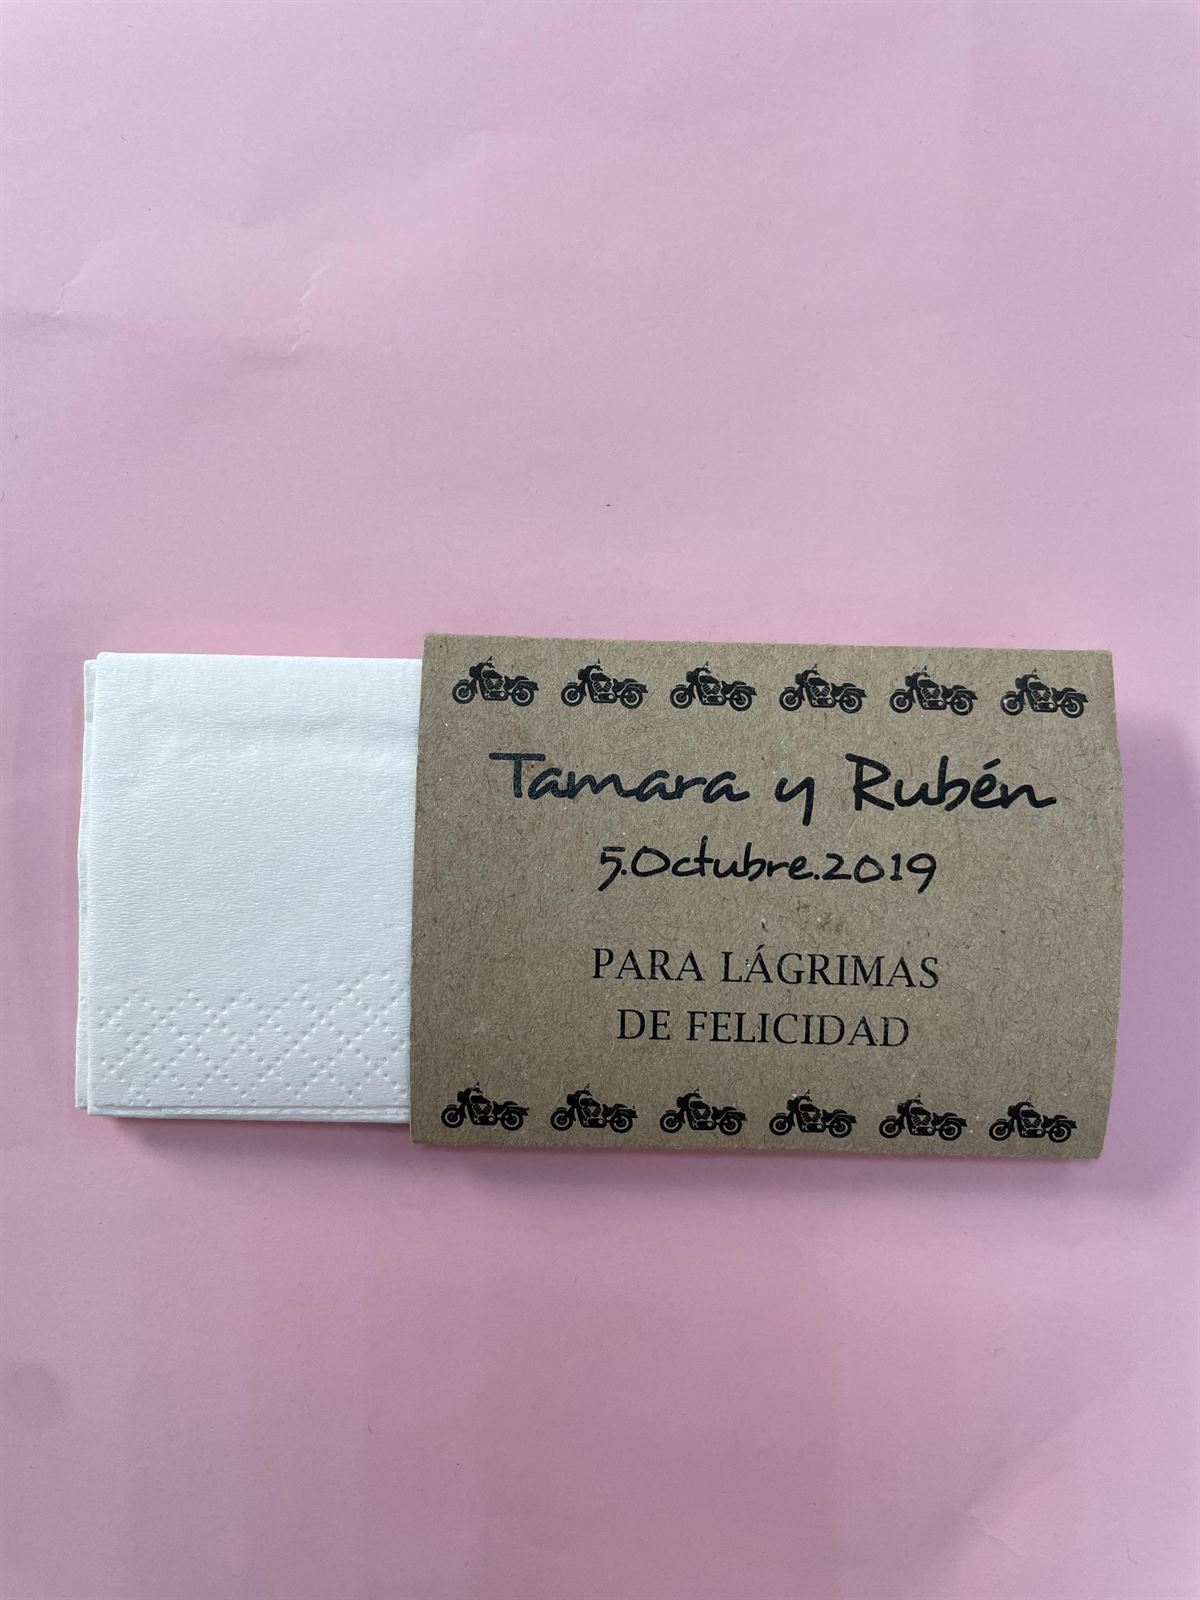 Tamara y Rubén
5.Octubre.2019
PARA LÁGRIMAS
DE FELICIDAD